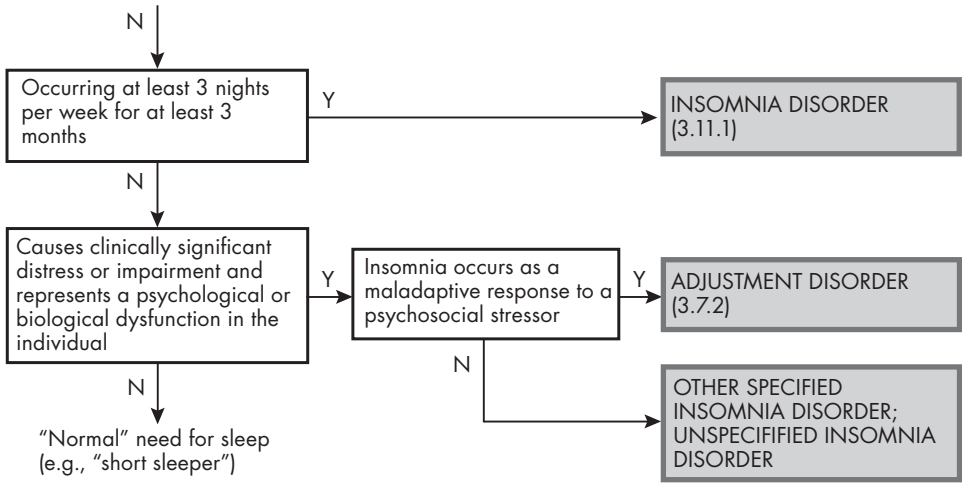 N
Occurring at least 3 nights
per week for at least 3
months
Y
INSOMNIA DISORDER
(3.11.1)
N
Causes clinically significant
distress or impairment and
represents a psychological or
biological dysfunction in the
individual
Y
Insomnia occurs as a
maladaptive response to a
psychosocial stressor
Y
ADJUSTMENT DISORDER
(3.7.2)
N
N
OTHER SPECIFIED
INSOMNIA DISORDER;
UNSPECIFIFIED INSOMNIA
DISORDER
“Normal” need for sleep
(e.g., “short sleeper”)